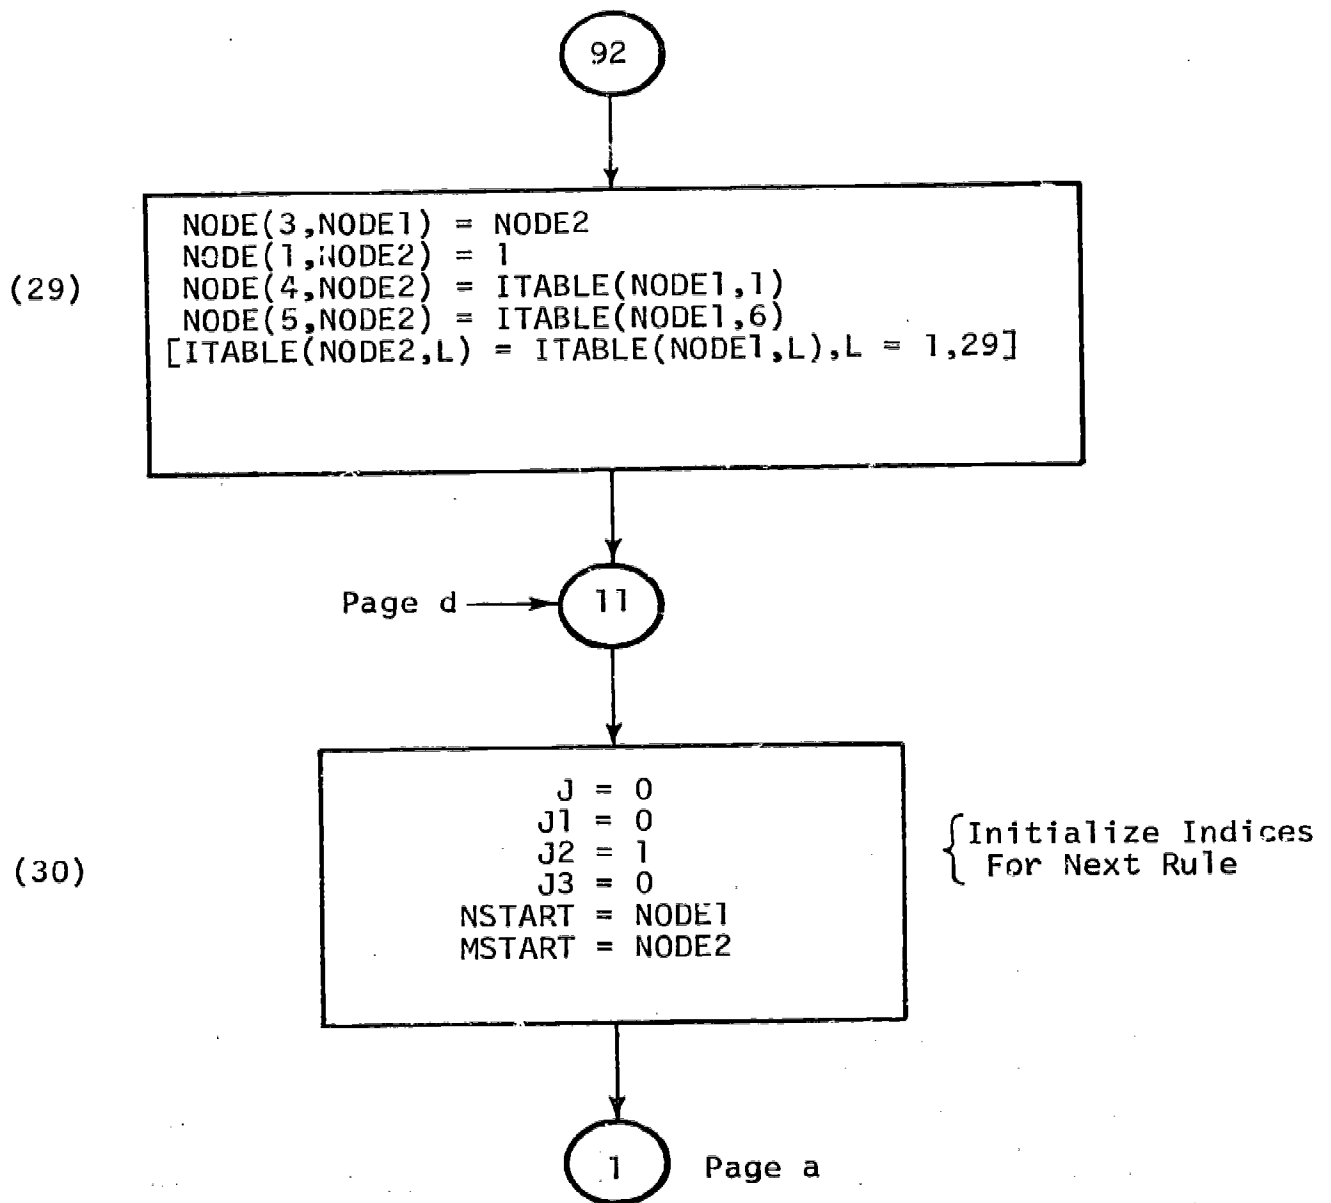 92
(29)
NODE(3,NODE1) = NODE2
NODE(1,NODE2) = 1
NODE(4,NODE2) = ITABLE(NODE1,1)
NODE(5,NODE2) = ITABLE(NODE1,6)
[ITABLE(NODE2,L) = ITABLE(NODE1,L),L = 1,29]
Page d
11
(30)
J = 0
J1 = 0
J2 = 1
J3 = 0
NSTART = NODE1
MSTART = NODE2
{Initialize Indices
For Next Rule
1
Page a